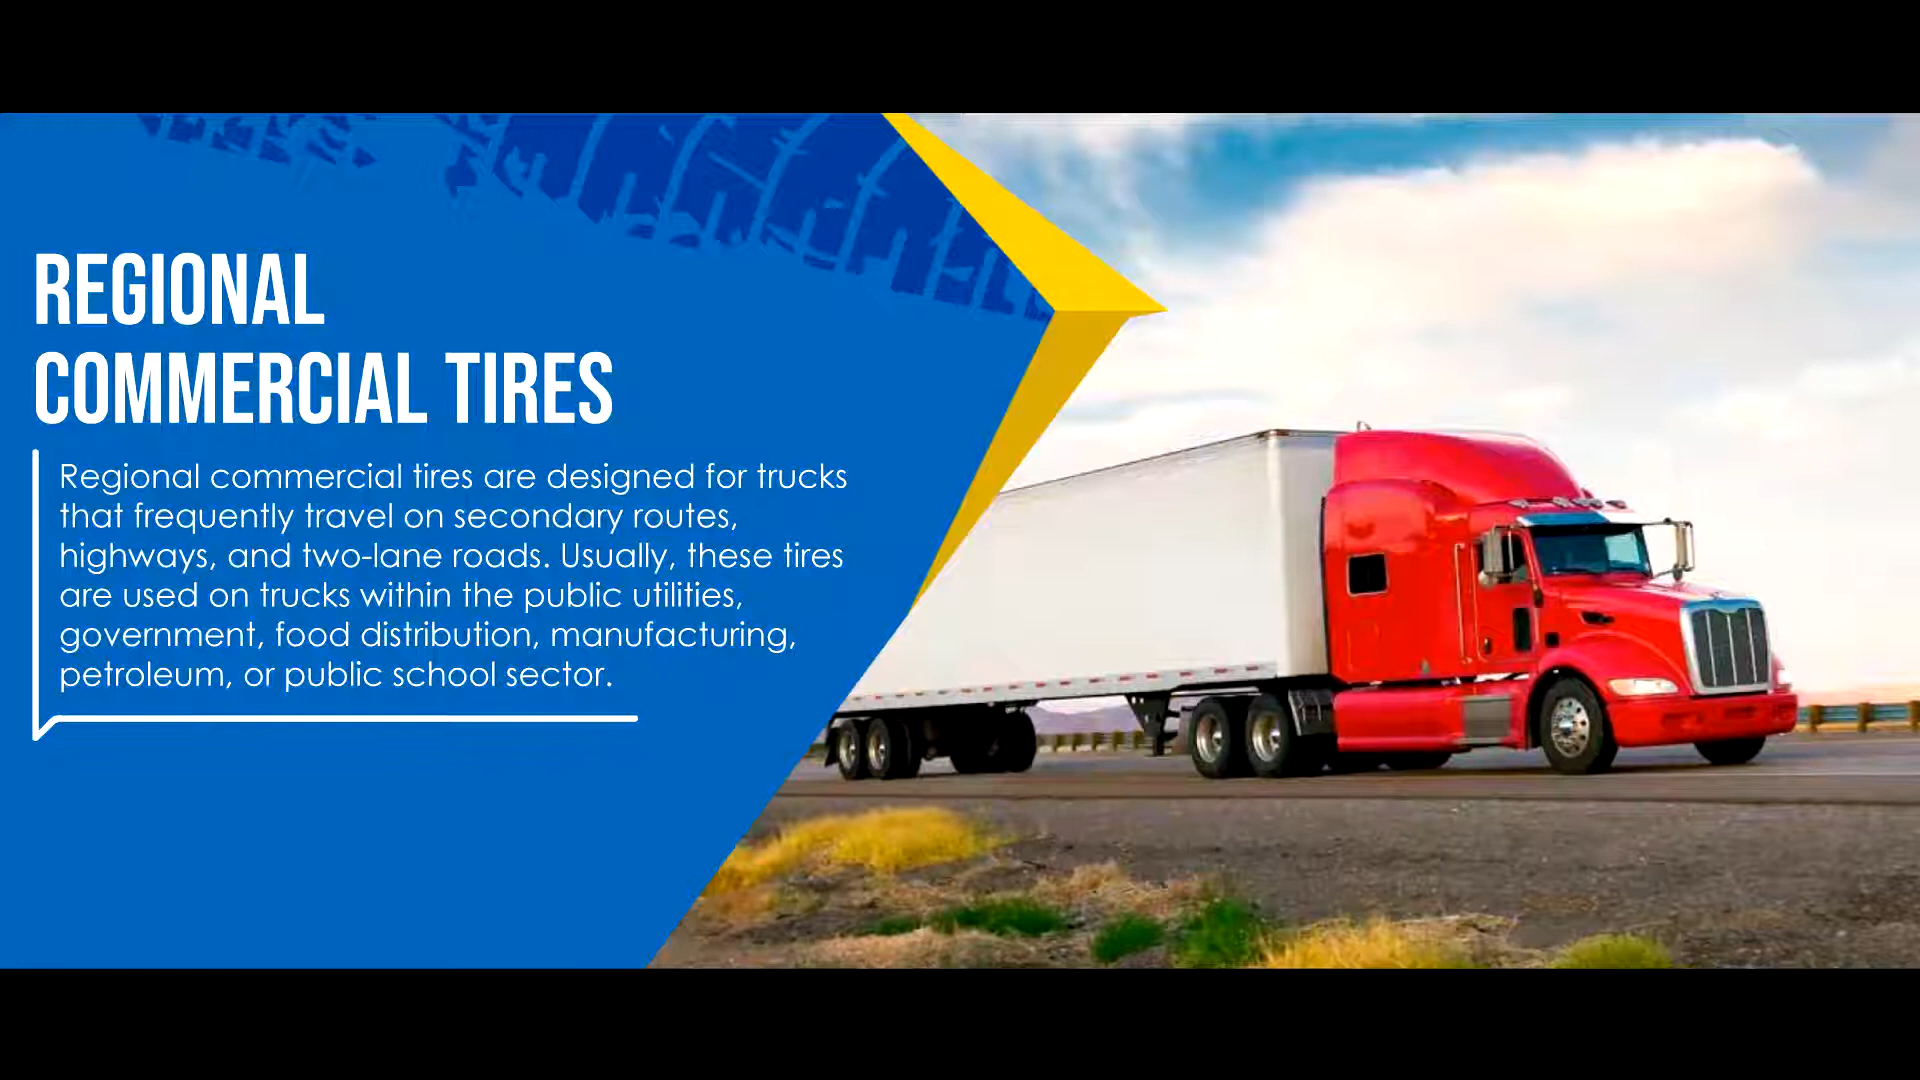 REGIONAL
COMMERCIAL TIRES
Regional commercial tires are designed for trucks
that frequently travel on secondary routes,
highways, and two-lane roads. Usually, these tires
are used on trucks within the public utilities,
government, food distribution, manufacturing,
petroleum, or public school sector.